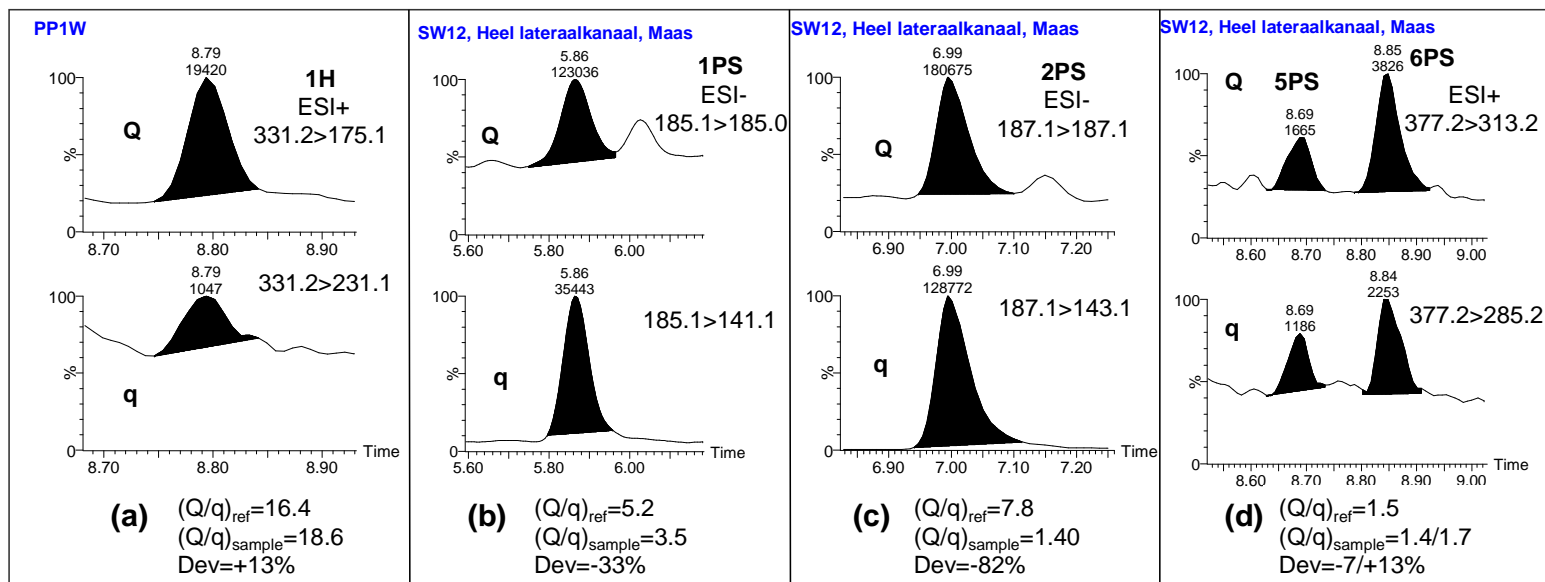 PP1W
8.79
19420
1H
ESI+
331.2>175.1
Q
100
%
0
8.70
8.80
8.90
8.79
1047
331.2>231.1
100
%
q
0
Time
8.70
8.80
8.90
(a)
(Q/q)ref=16.4
(Q/q)sample=18.6
Dev=+13%
SW12, Heel lateraalkanaal, Maas
5.86
123036
1PS
ESI-
185.1>185.0
Q
100
%
0
5.60
5.80
6.00
5.86
35443
185.1>141.1
100
%
q
0
Time
5.60
5.80
6.00
(b)
(Q/q)ref=5.2
(Q/q)sample=3.5
Dev=-33%
SW12, Heel lateraalkanaal, Maas
6.99
180675
2PS
ESI-
187.1>187.1
Q
100
%
0
6.90
7.00
7.10
7.20
6.99
128772
187.1>143.1
100
%
q
0
Time
6.90
7.00
7.10
7.20
(c)
(Q/q)ref=7.8
(Q/q)sample=1.40
Dev=-82%
SW12, Heel lateraalkanaal, Maas
8.85
3826
6PS
Q
5PS
ESI+
377.2>313.2
8.69
1665
100
%
0
8.60
8.70
8.80
8.90
9.00
8.84
2253
8.69
1186
377.2>285.2
100
%
q
0
Time
8.60
8.70
8.80
8.90
9.00
(d)
(Q/q)ref=1.5
(Q/q)sample=1.4/1.7
Dev=-7/+13%